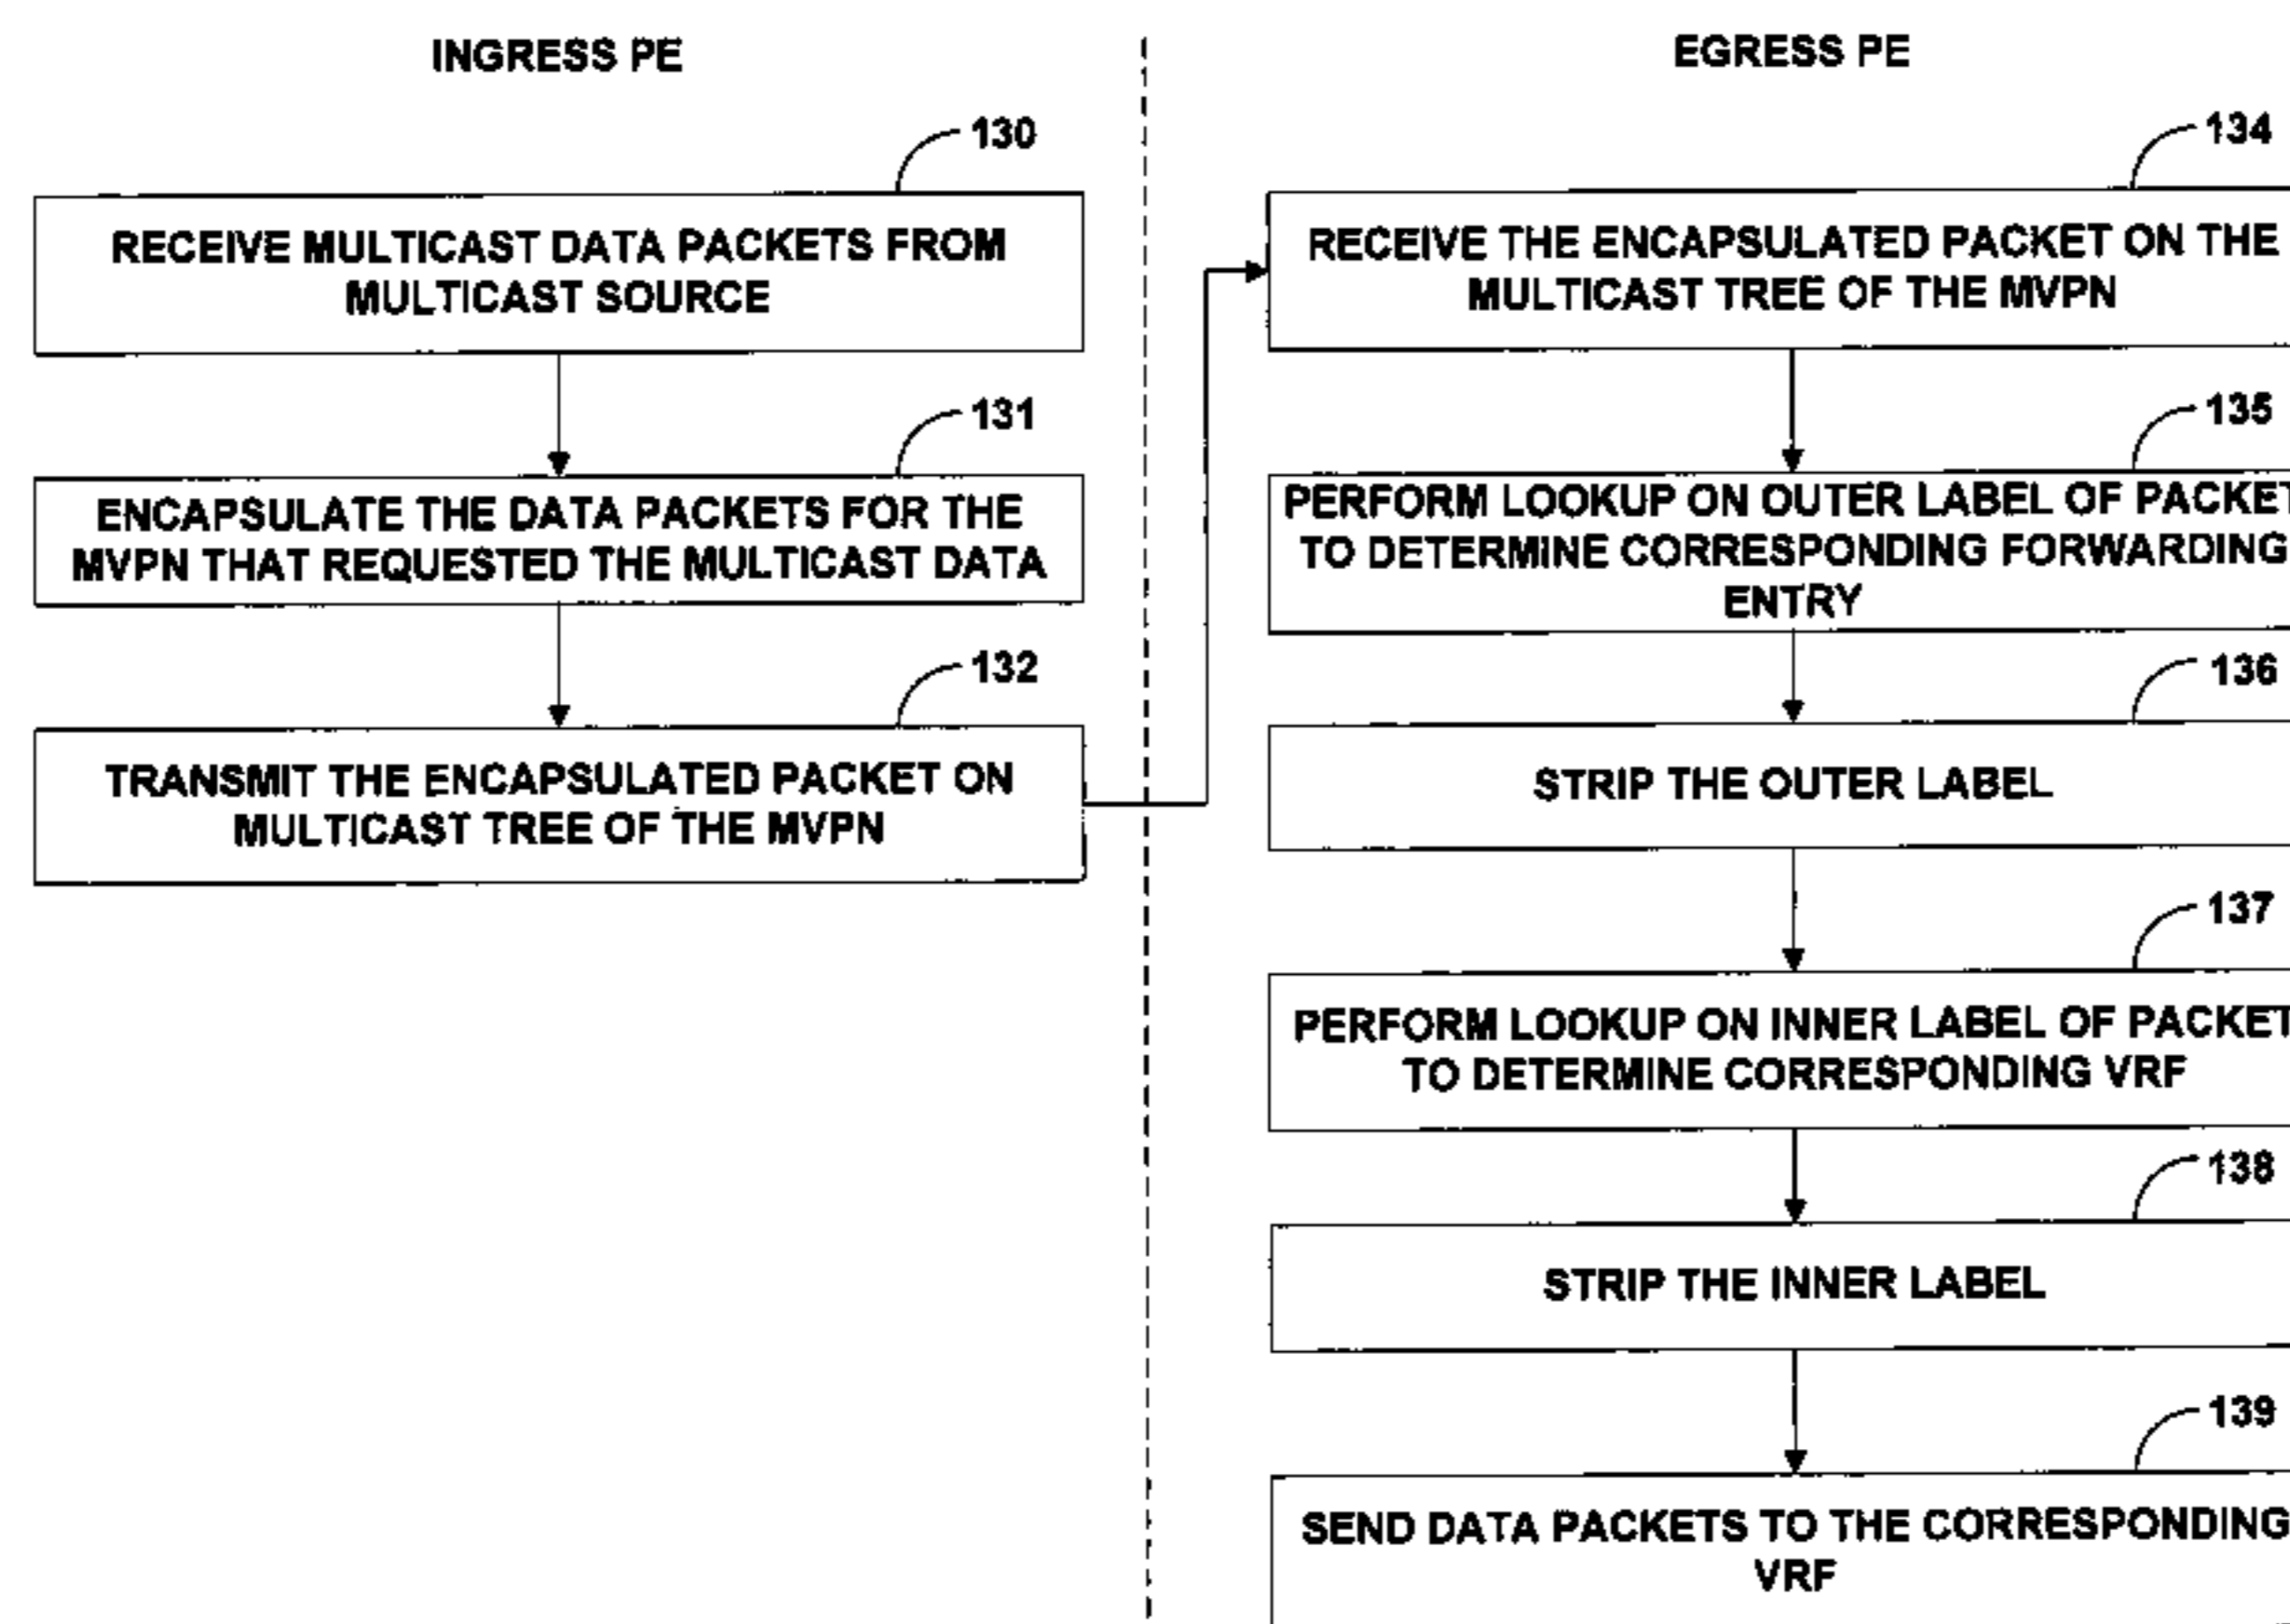 INGRESS PE
130
RECEIVE MULTICAST DATA PACKETS FROM
MULTICAST SOURCE
131
ENCAPSULATE THE DATA PACKETS FOR THE
MVPN THAT REQUESTED THE MULTICAST DATA
132
TRANSMIT THE ENCAPSULATED PACKET ON
MULTICAST TREE OF THE MVPN
EGRESS PE
134
RECEIVE THE ENCAPSULATED PACKET ON THE
MULTICAST TREE OF THE MVPN
135
PERFORM LOOKUP ON OUTER LABEL OF PACKET
TO DETERMINE CORRESPONDING FORWARDING
ENTRY
136
STRIP THE OUTER LABEL
137
PERFORM LOOKUP ON INNER LABEL OF PACKET
TO DETERMINE CORRESPONDING VRF
138
STRIP THE INNER LABEL
139
SEND DATA PACKETS TO THE CORRESPONDING
VRF